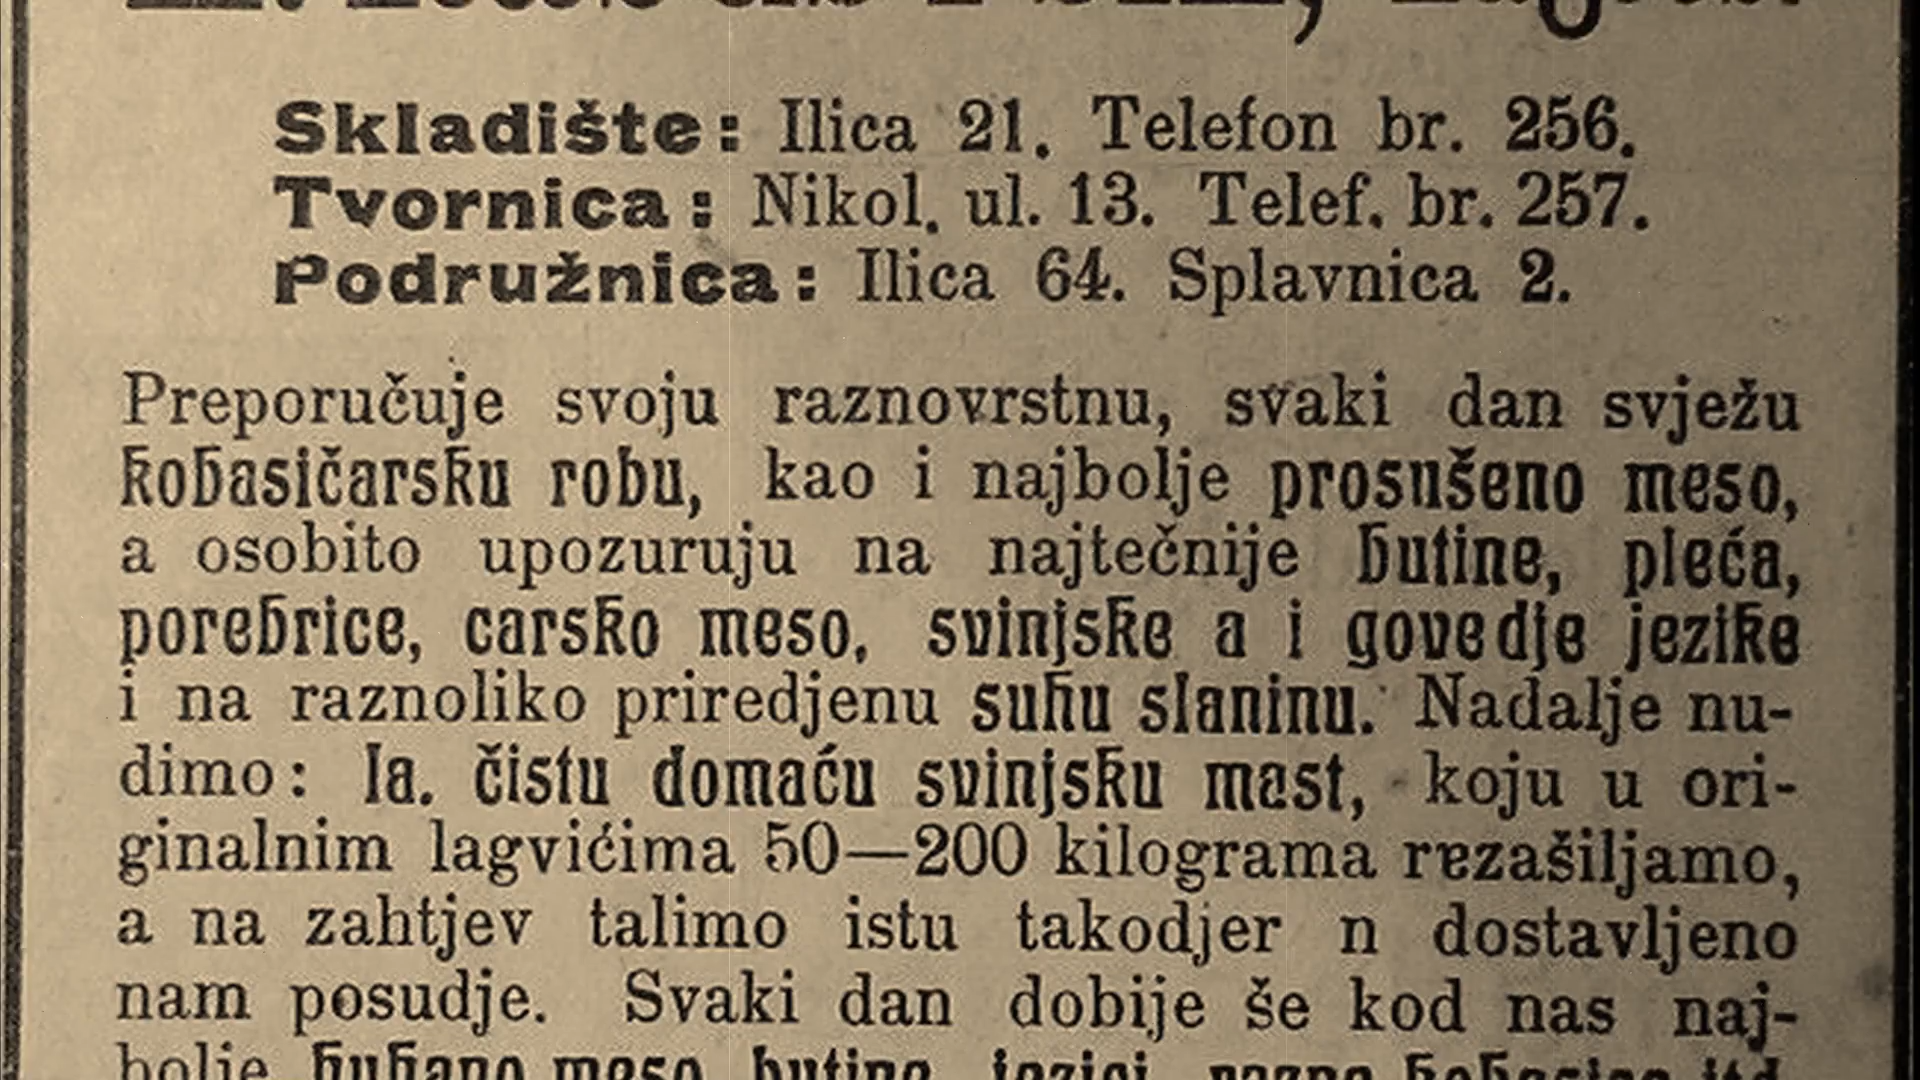 Skladište: Ilica 21. Telefon br. 256.
Tvornica: Nikol. ul. 13. Telef. br. 257.
Podružnica: Ilica 64. Splavnica 2.
Preporučuje svoju raznovrstnu, svaki dan svježu
kobasičarsku robu, kao i najbolje prosušeno meso,
a osobito upozuruju na najtečnije butine, pleća,
porebrice, carsko meso, svinjske a i govedje jezike
i na raznoliko priredjenu suhu slaninu. Nadalje nu-
dimo: Ia. čistu domaću svinjsku mast, koju u ori-
ginalnim lagvićima 50—200 kilograma rezašiljamo,
a na zahtjev talimo istu takodjer n dostavljeno
nam posudje. Svaki dan dobije še kod nas naj-
bolje kuhano meso, butine, jezici, razne kobasice itd.